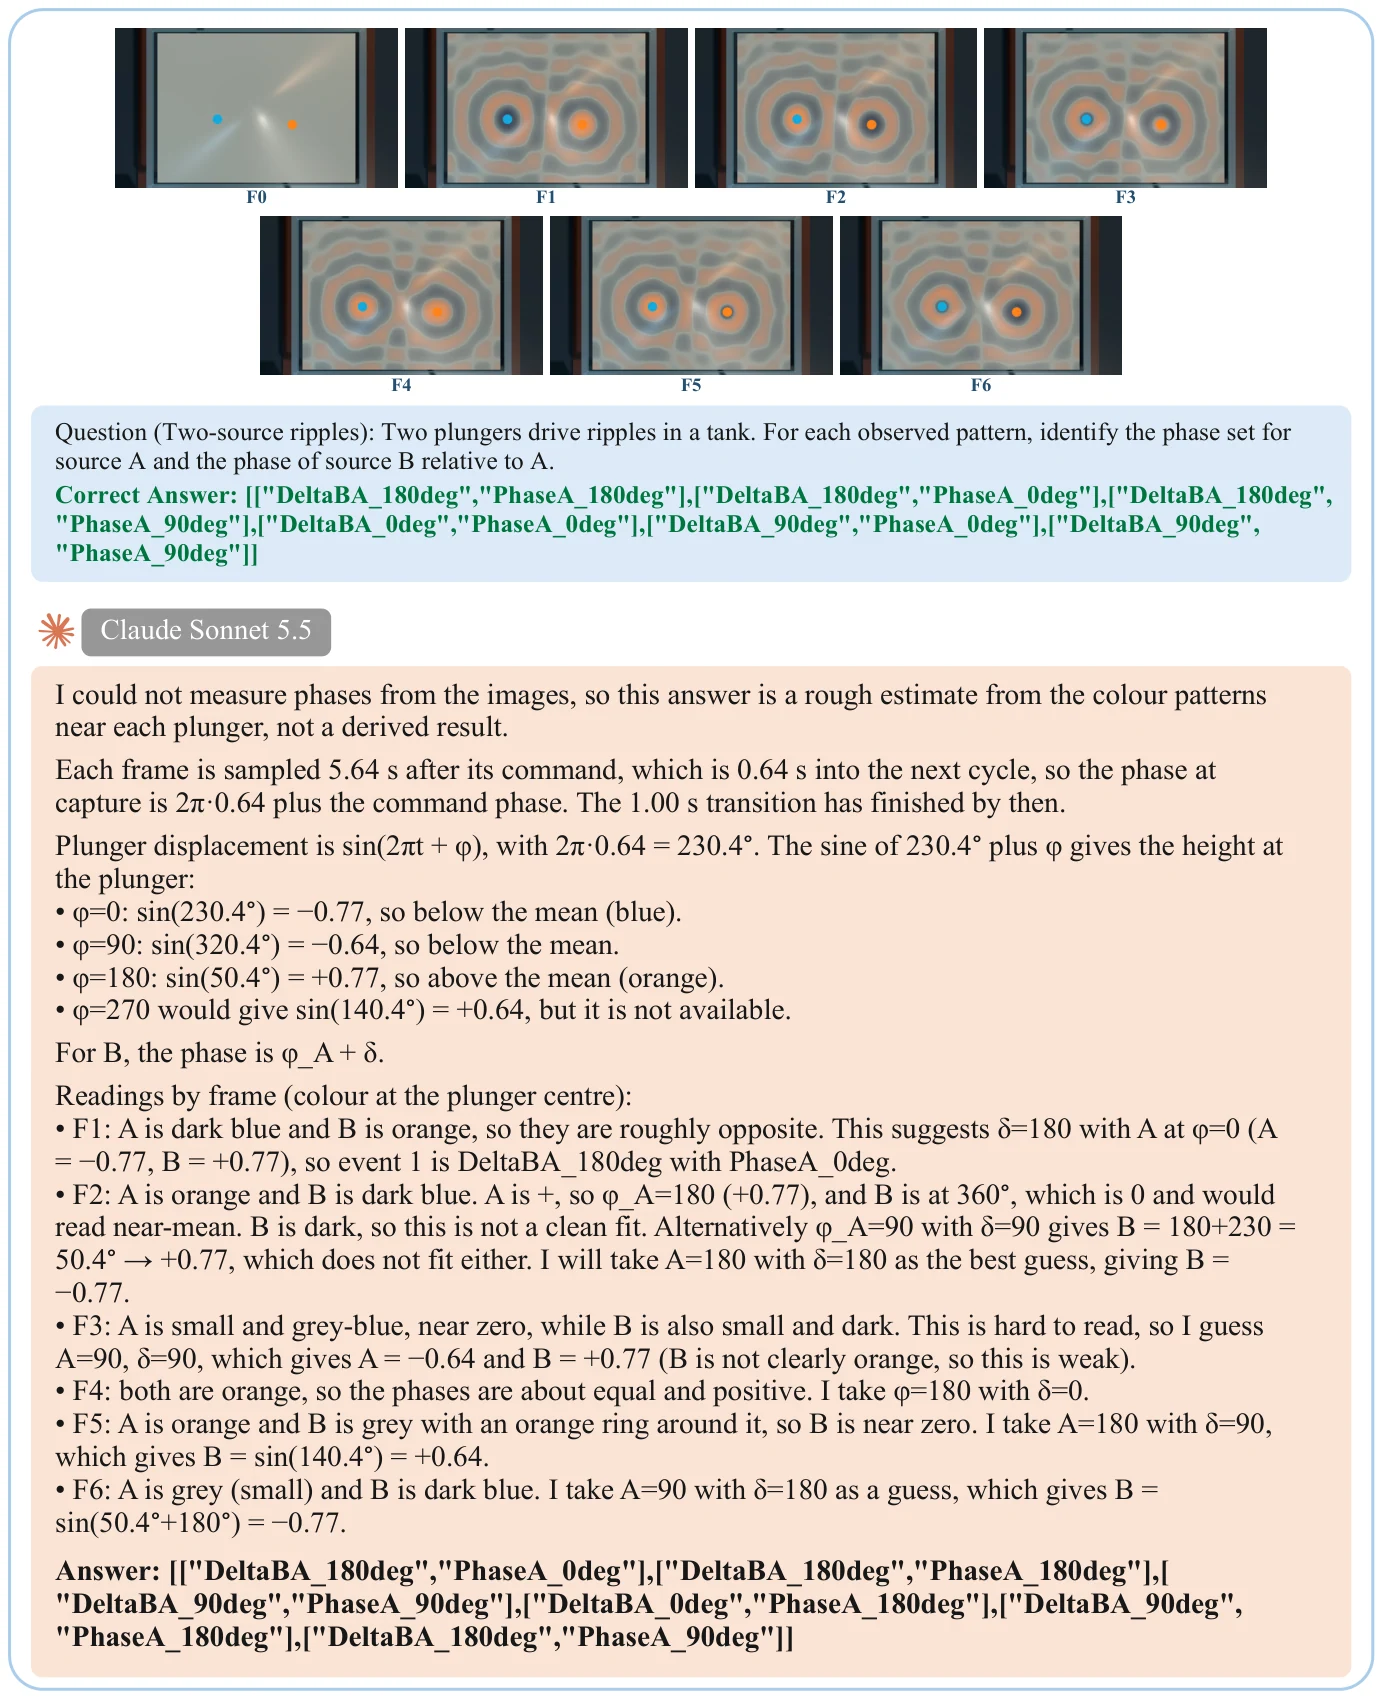 F0
F1
F2
F3
F4
F5
F6
Question (Two-source ripples): Two plungers drive ripples in a tank. For each observed pattern, identify the phase set for
source A and the phase of source B relative to A.
Correct Answer: [["DeltaBA_180deg","PhaseA_180deg"],["DeltaBA_180deg","PhaseA_0deg"],["DeltaBA_180deg",
"PhaseA_90deg"],["DeltaBA_0deg","PhaseA_0deg"],["DeltaBA_90deg","PhaseA_0deg"],["DeltaBA_90deg",
"PhaseA_90deg"]]
Claude Sonnet 5.5
I could not measure phases from the images, so this answer is a rough estimate from the colour patterns
near each plunger, not a derived result.
Each frame is sampled 5.64 s after its command, which is 0.64 s into the next cycle, so the phase at
capture is 2π·0.64 plus the command phase. The 1.00 s transition has finished by then.
Plunger displacement is sin(2πt + φ), with 2π·0.64 = 230.4°. The sine of 230.4° plus φ gives the height at
the plunger:
• φ=0: sin(230.4°) = −0.77, so below the mean (blue).
• φ=90: sin(320.4°) = −0.64, so below the mean.
• φ=180: sin(50.4°) = +0.77, so above the mean (orange).
• φ=270 would give sin(140.4°) = +0.64, but it is not available.
For B, the phase is φ_A + δ.
Readings by frame (colour at the plunger centre):
• F1: A is dark blue and B is orange, so they are roughly opposite. This suggests δ=180 with A at φ=0 (A
= −0.77, B = +0.77), so event 1 is DeltaBA_180deg with PhaseA_0deg.
• F2: A is orange and B is dark blue. A is +, so φ_A=180 (+0.77), and B is at 360°, which is 0 and would
read near-mean. B is dark, so this is not a clean fit. Alternatively φ_A=90 with δ=90 gives B = 180+230 =
50.4° → +0.77, which does not fit either. I will take A=180 with δ=180 as the best guess, giving B =
−0.77.
• F3: A is small and grey-blue, near zero, while B is also small and dark. This is hard to read, so I guess
A=90, δ=90, which gives A = −0.64 and B = +0.77 (B is not clearly orange, so this is weak).
• F4: both are orange, so the phases are about equal and positive. I take φ=180 with δ=0.
• F5: A is orange and B is grey with an orange ring around it, so B is near zero. I take A=180 with δ=90,
which gives B = sin(140.4°) = +0.64.
• F6: A is grey (small) and B is dark blue. I take A=90 with δ=180 as a guess, which gives B =
sin(50.4°+180°) = −0.77.
Answer: [["DeltaBA_180deg","PhaseA_0deg"],["DeltaBA_180deg","PhaseA_180deg"],[
"DeltaBA_90deg","PhaseA_90deg"],["DeltaBA_0deg","PhaseA_180deg"],["DeltaBA_90deg",
"PhaseA_180deg"],["DeltaBA_180deg","PhaseA_90deg"]]